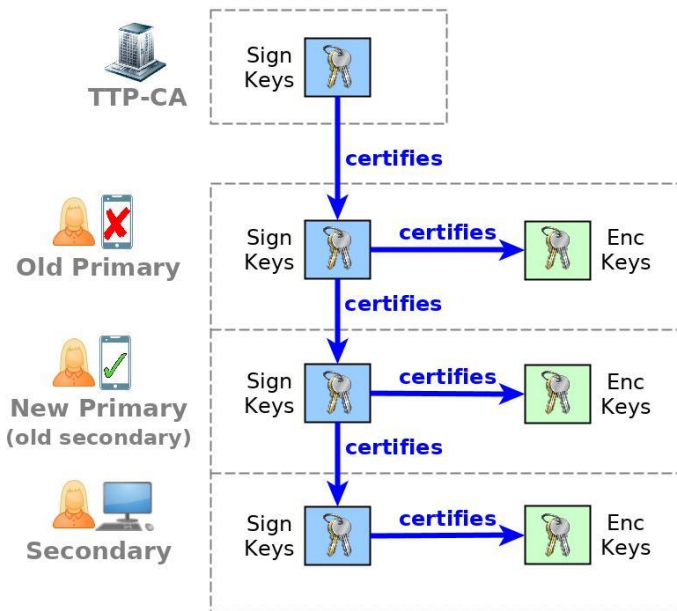 Sign
Keys
TTP-CA
certifies
Sign
Keys
certifies
Enc
Keys
Old Primary
certifies
Sign
Keys
certifies
Enc
Keys
New Primary
(old secondary)
certifies
Sign
Keys
certifies
Enc
Keys
Secondary